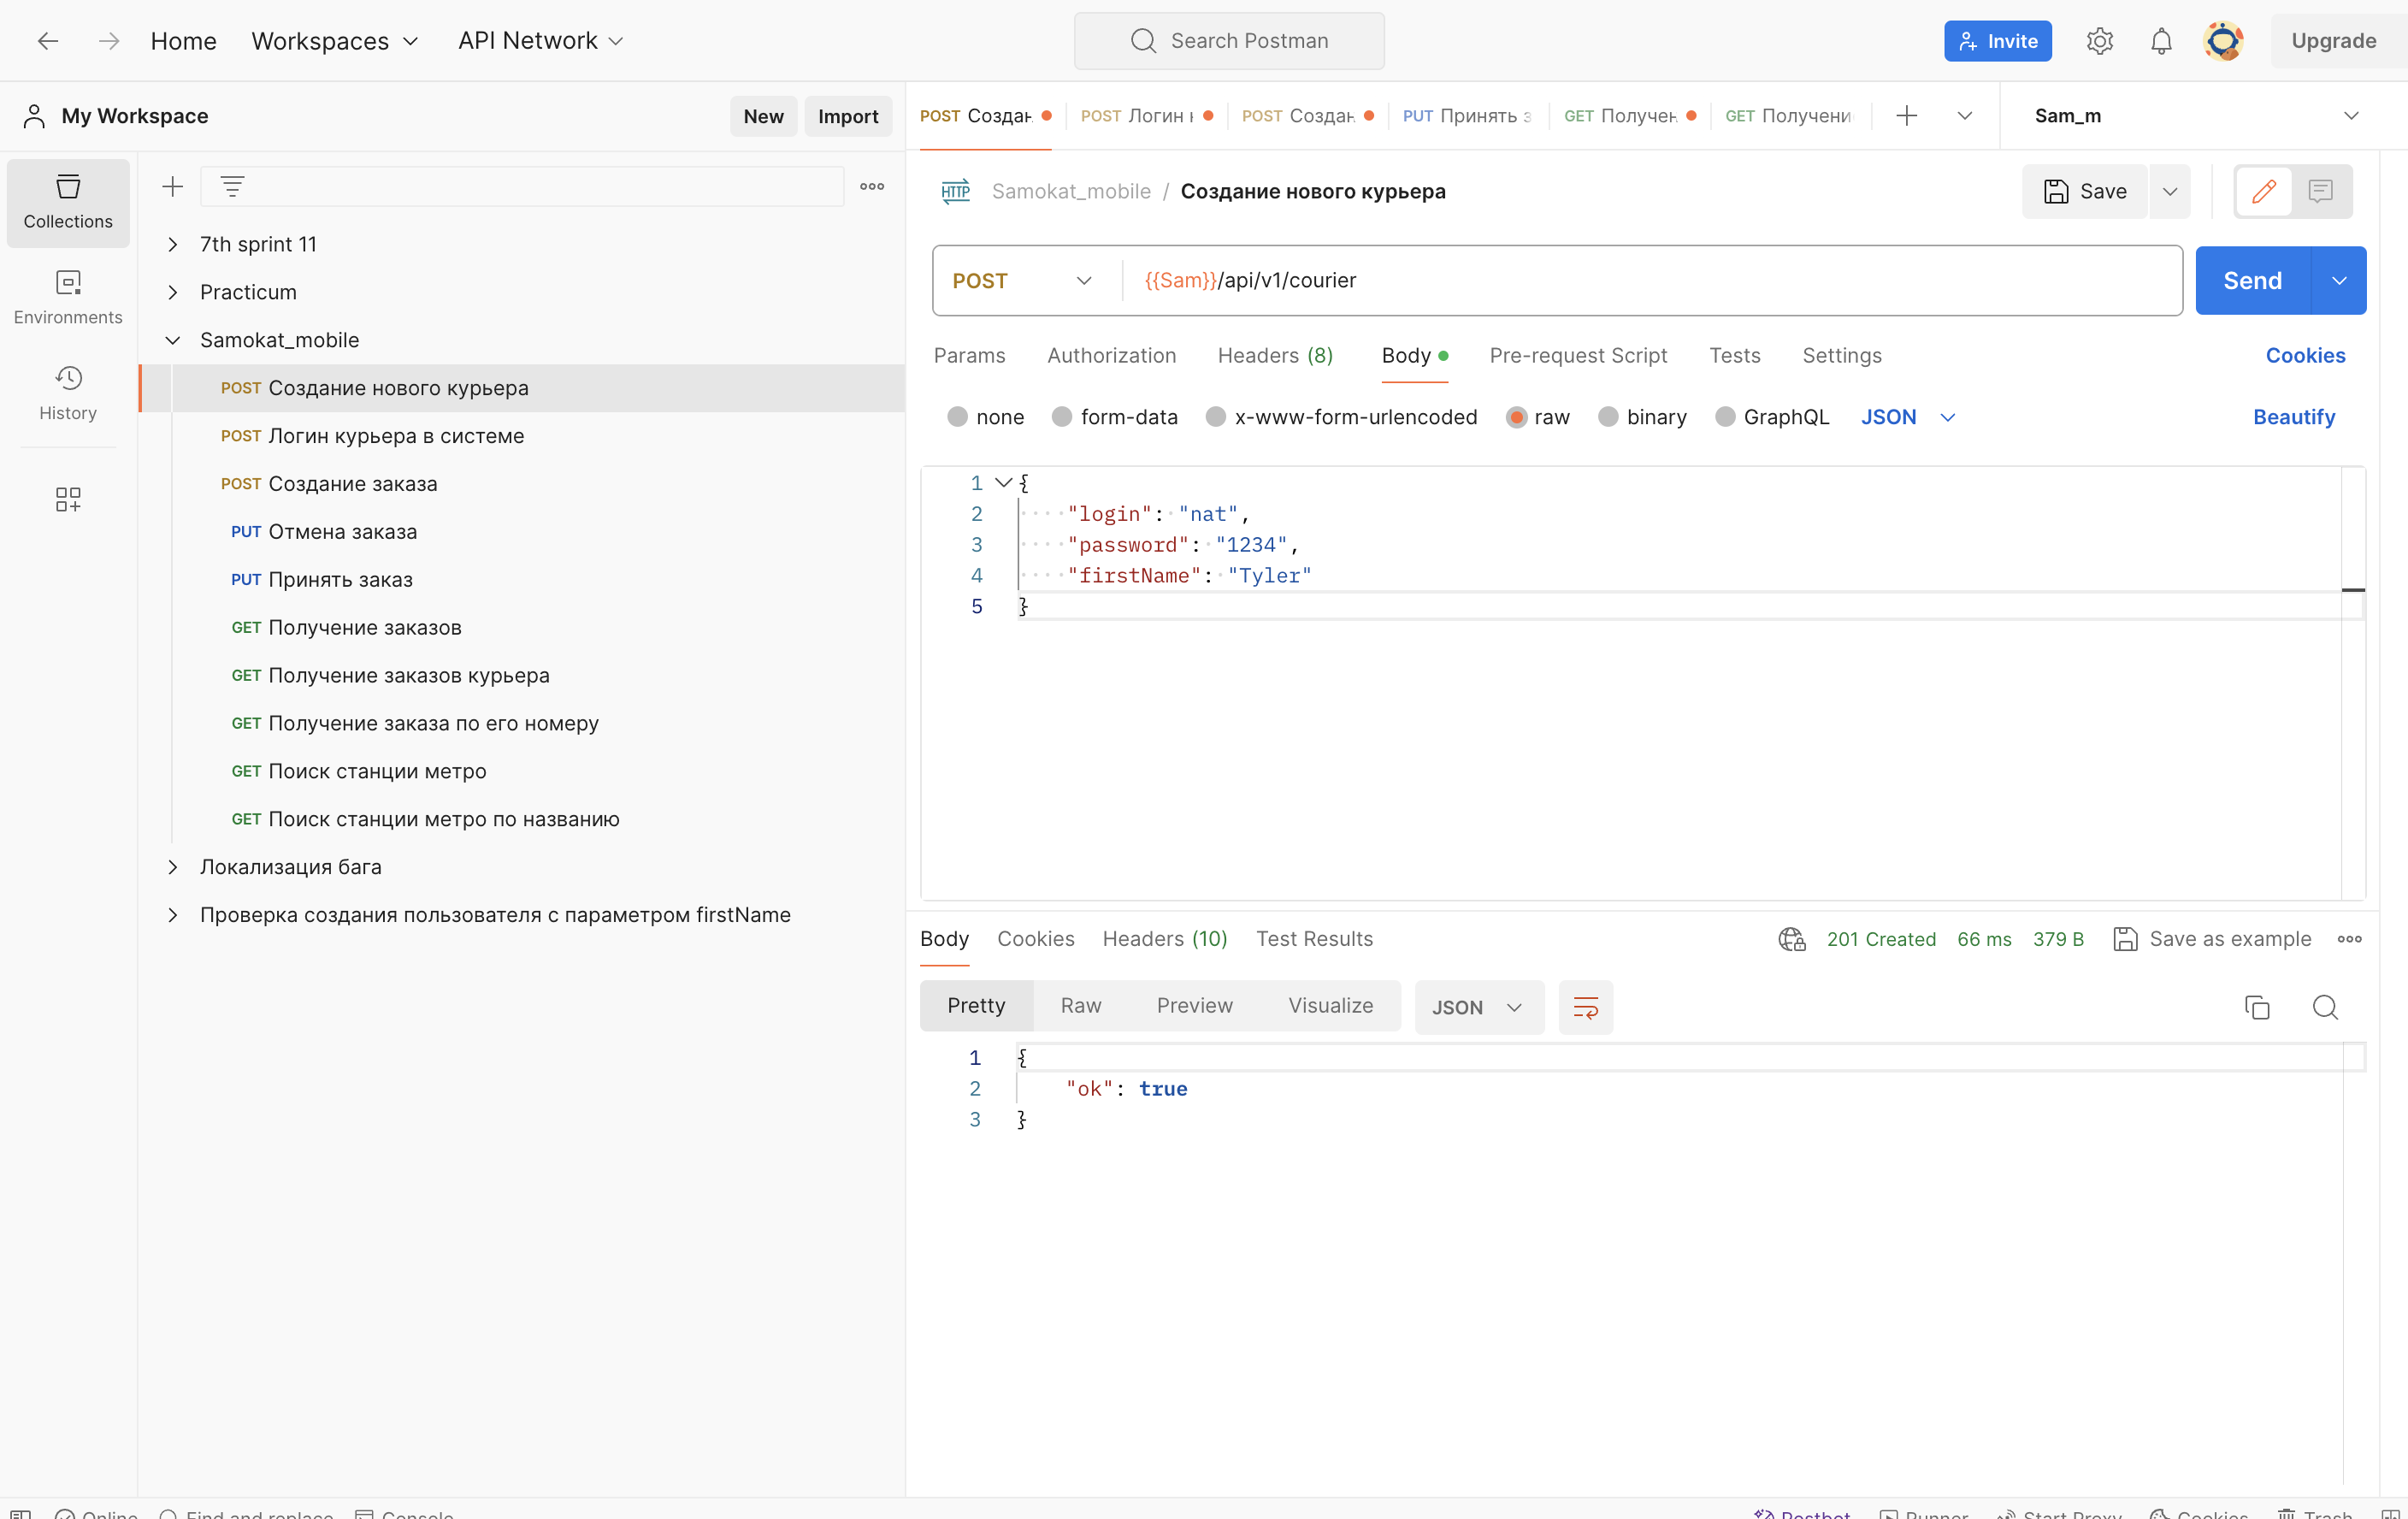 Home Workspaces API Network Search Postman Invite Upgrade
My Workspace New Import
POST Создан POST Логин POST Создан PUT Принять GET Получен GET Получени Sam_m
Collections
Environments
History
7th sprint 11
Practicum
Samokat_mobile
POST Создание нового курьера
POST Логин курьера в системе
POST Создание заказа
PUT Отмена заказа
PUT Принять заказ
GET Получение заказов
GET Получение заказов курьера
GET Получение заказа по его номеру
GET Поиск станции метро
GET Поиск станции метро по названию
Локализация бага
Проверка создания пользователя с параметром firstName
HTTP Samokat_mobile / Создание нового курьера Save
POST {{Sam}}/api/v1/courier Send
Params Authorization Headers (8) Body Pre-request Script Tests Settings Cookies
none form-data x-www-form-urlencoded raw binary GraphQL JSON Beautify
1 {
2 "login": "nat",
3 "password": "1234",
4 "firstName": "Tyler"
5 }
Body Cookies Headers (10) Test Results 201 Created 66 ms 379 B Save as example
Pretty Raw Preview Visualize JSON
1 {
2 "ok": true
3 }
Online Find and replace Console Postbot Runner Start Proxy Cookies Trash